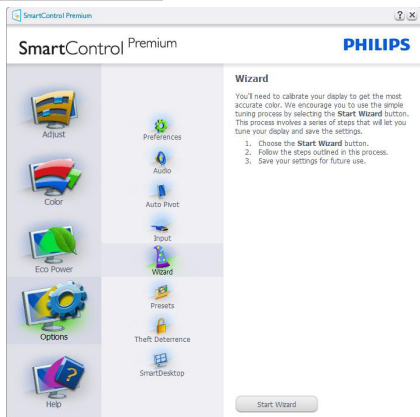 SmartControl Premium
? X
SmartControl Premium
PHILIPS
Adjust
Color
Eco Power
Options
Help
Preferences
Audio
Auto Pivot
Input
Wizard
Presets
Theft Deterrence
SmartDesktop
Wizard
You'll need to calibrate your display to get the most
accurate color. We encourage you to use the simple
tuning process by selecting the Start Wizard button.
This process involves a series of steps that will let you
tune your display and save the settings.
1. Choose the Start Wizard button.
2. Follow the steps outlined in this process.
3. Save your settings for future use.
Start Wizard